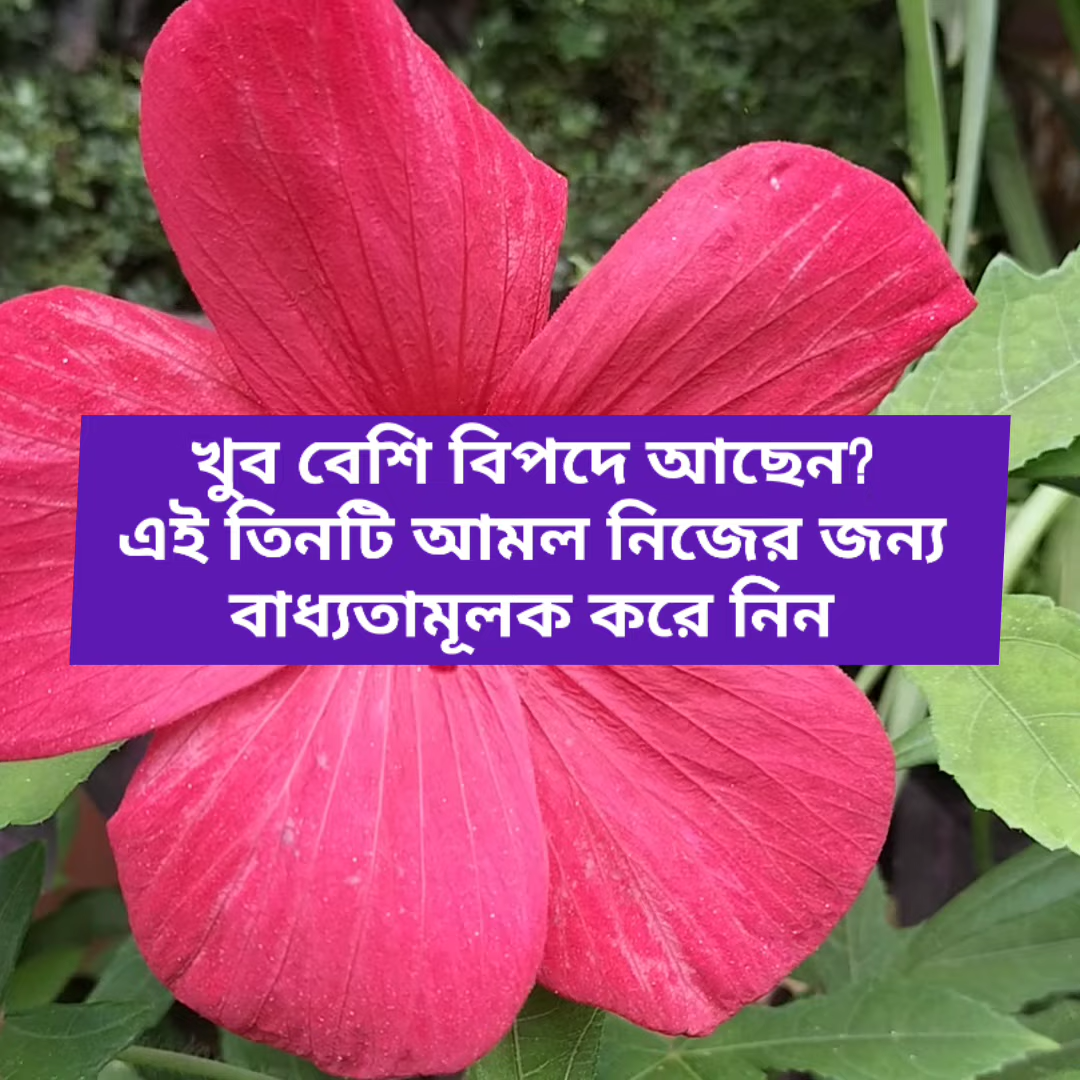 খুব বেশি বিপদে আছেন?
এই তিনটি আমল নিজের জন্য
বাধ্যতামূলক করে নিন